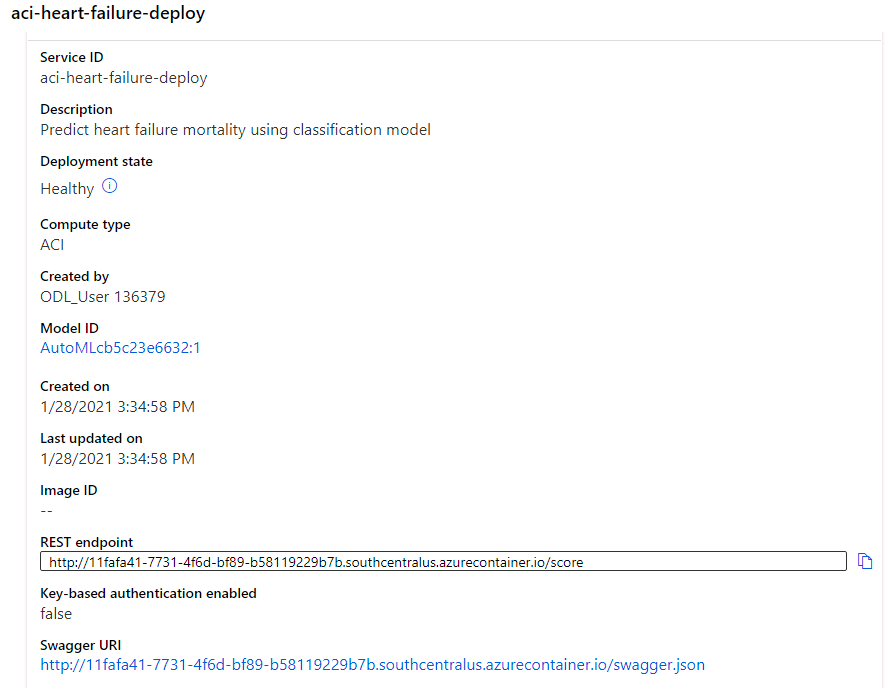 aci-heart-failure-deploy
Service ID
aci-heart-failure-deploy
Description
Predict heart failure mortality using classification model
Deployment state
Healthy
Compute type
ACI
Created by
ODL_User 136379
Model ID
AutoMLcb5c23e6632:1
Created on
1/28/2021 3:34:58 PM
Last updated on
1/28/2021 3:34:58 PM
Image ID
--
REST endpoint
http://11fafa41-7731-4f6d-bf89-b58119229b7b.southcentralus.azurecontainer.io/score
Key-based authentication enabled
false
Swagger URI
http://11fafa41-7731-4f6d-bf89-b58119229b7b.southcentralus.azurecontainer.io/swagger.json